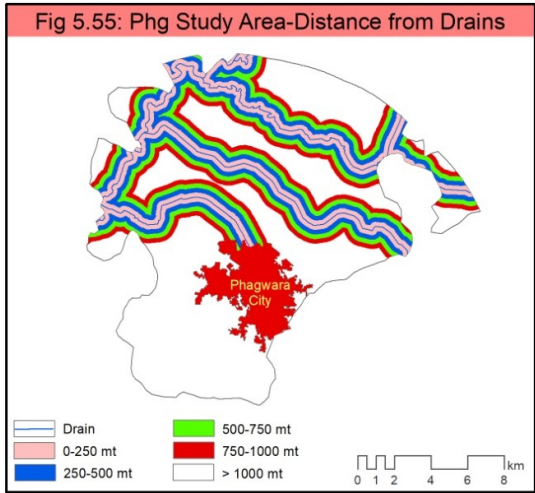 Fig 5.55: Phg Study Area-Distance from Drains
Phagwara
City
Drain
0-250 mt
250-500 mt
500-750 mt
750-1000 mt
> 1000 mt
km
0 1 2 4 6 8